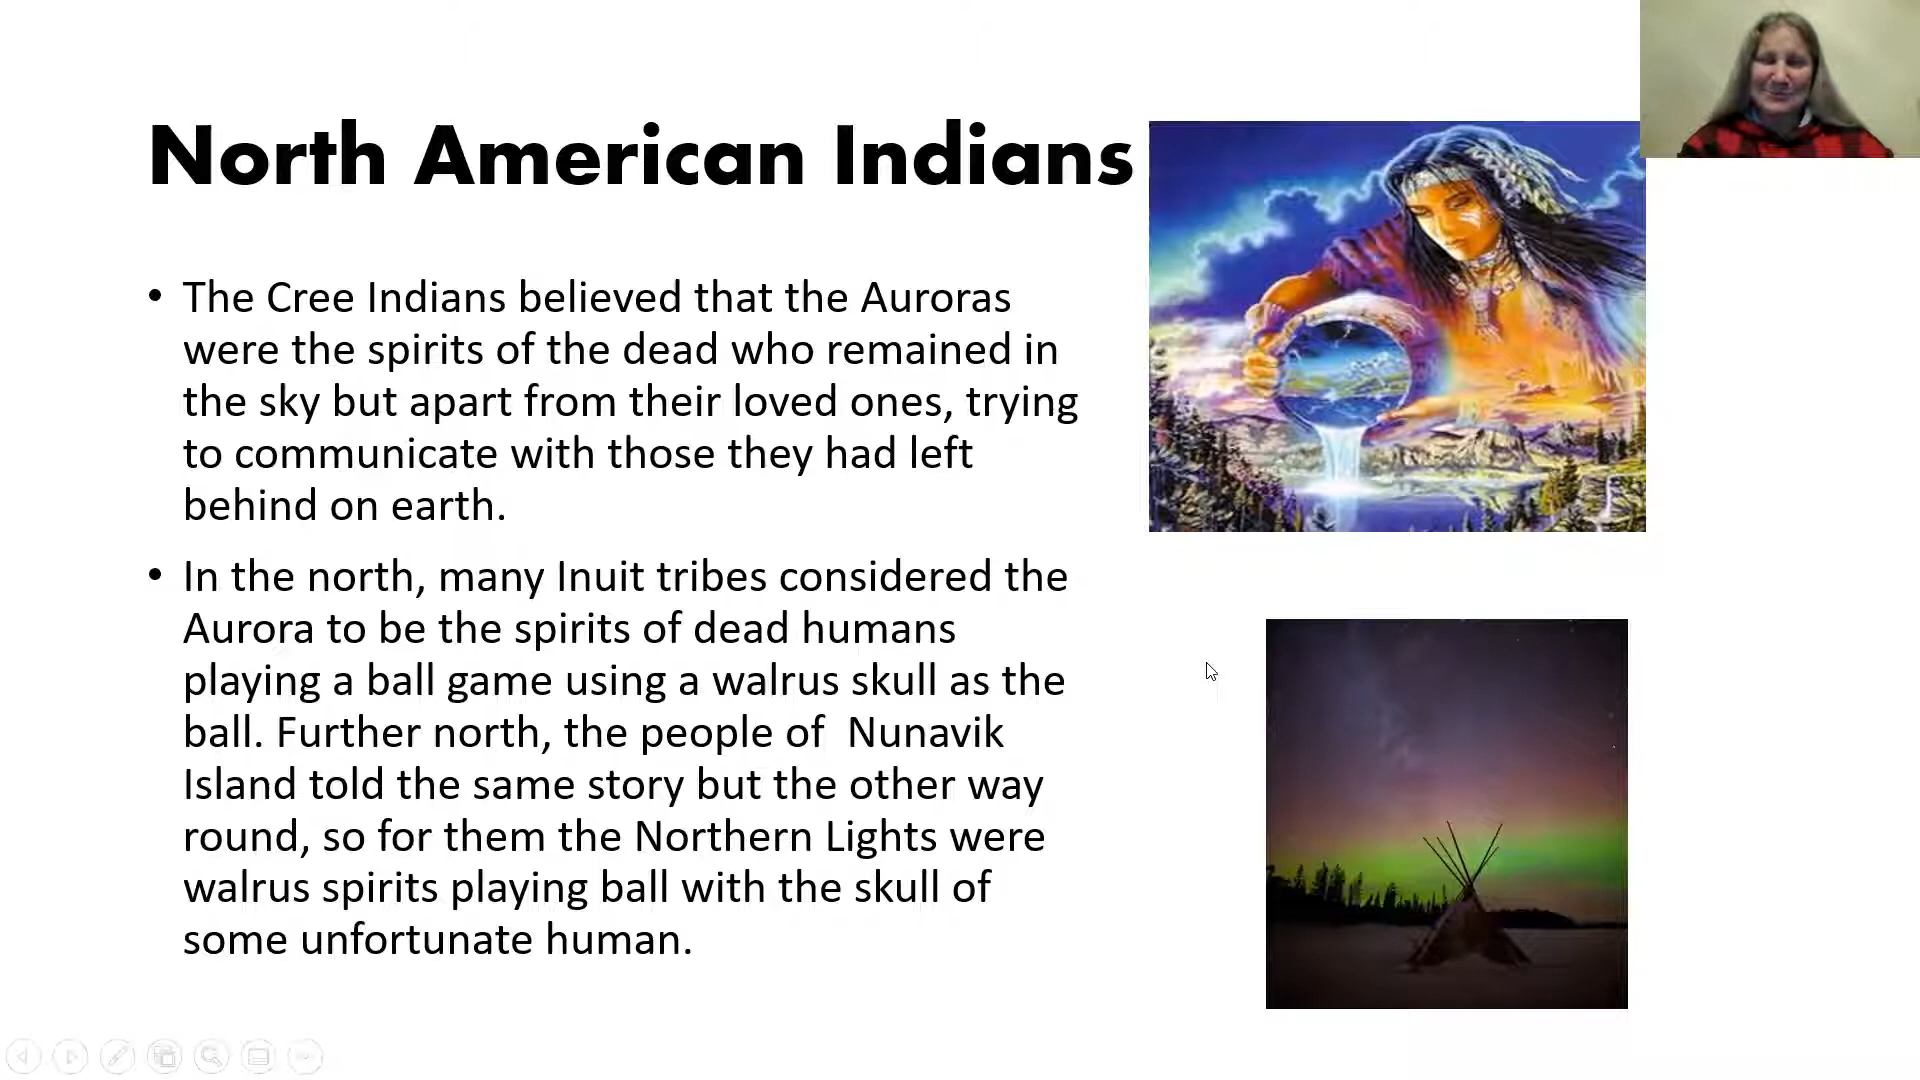 North American Indians
• The Cree Indians believed that the Auroras
were the spirits of the dead who remained in
the sky but apart from their loved ones, trying
to communicate with those they had left
behind on earth.
• In the north, many Inuit tribes considered the
Aurora to be the spirits of dead humans
playing a ball game using a walrus skull as the
ball. Further north, the people of  Nunavik
Island told the same story but the other way
round, so for them the Northern Lights were
walrus spirits playing ball with the skull of
some unfortunate human.